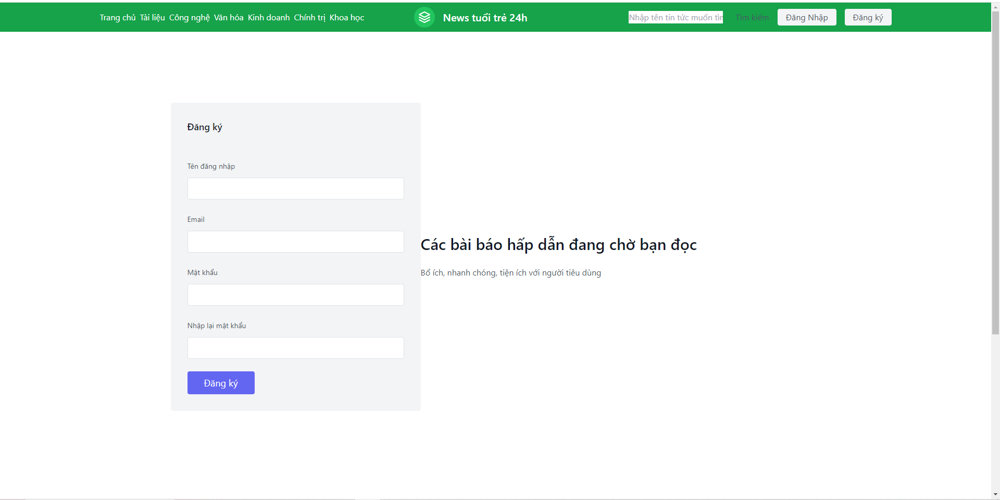 Trang chủ Tài liệu Công nghệ Văn hóa Kinh doanh Chính trị Khoa học
News tuổi trẻ 24h
Nhập tên tin tức muốn tìm
Tìm kiếm
Đăng Nhập
Đăng ký
Đăng ký
Tên đăng nhập
Email
Mật khẩu
Nhập lại mật khẩu
Đăng ký
Các bài báo hấp dẫn đang chờ bạn đọc
Bổ ích, nhanh chóng, tiện ích với người tiêu dùng